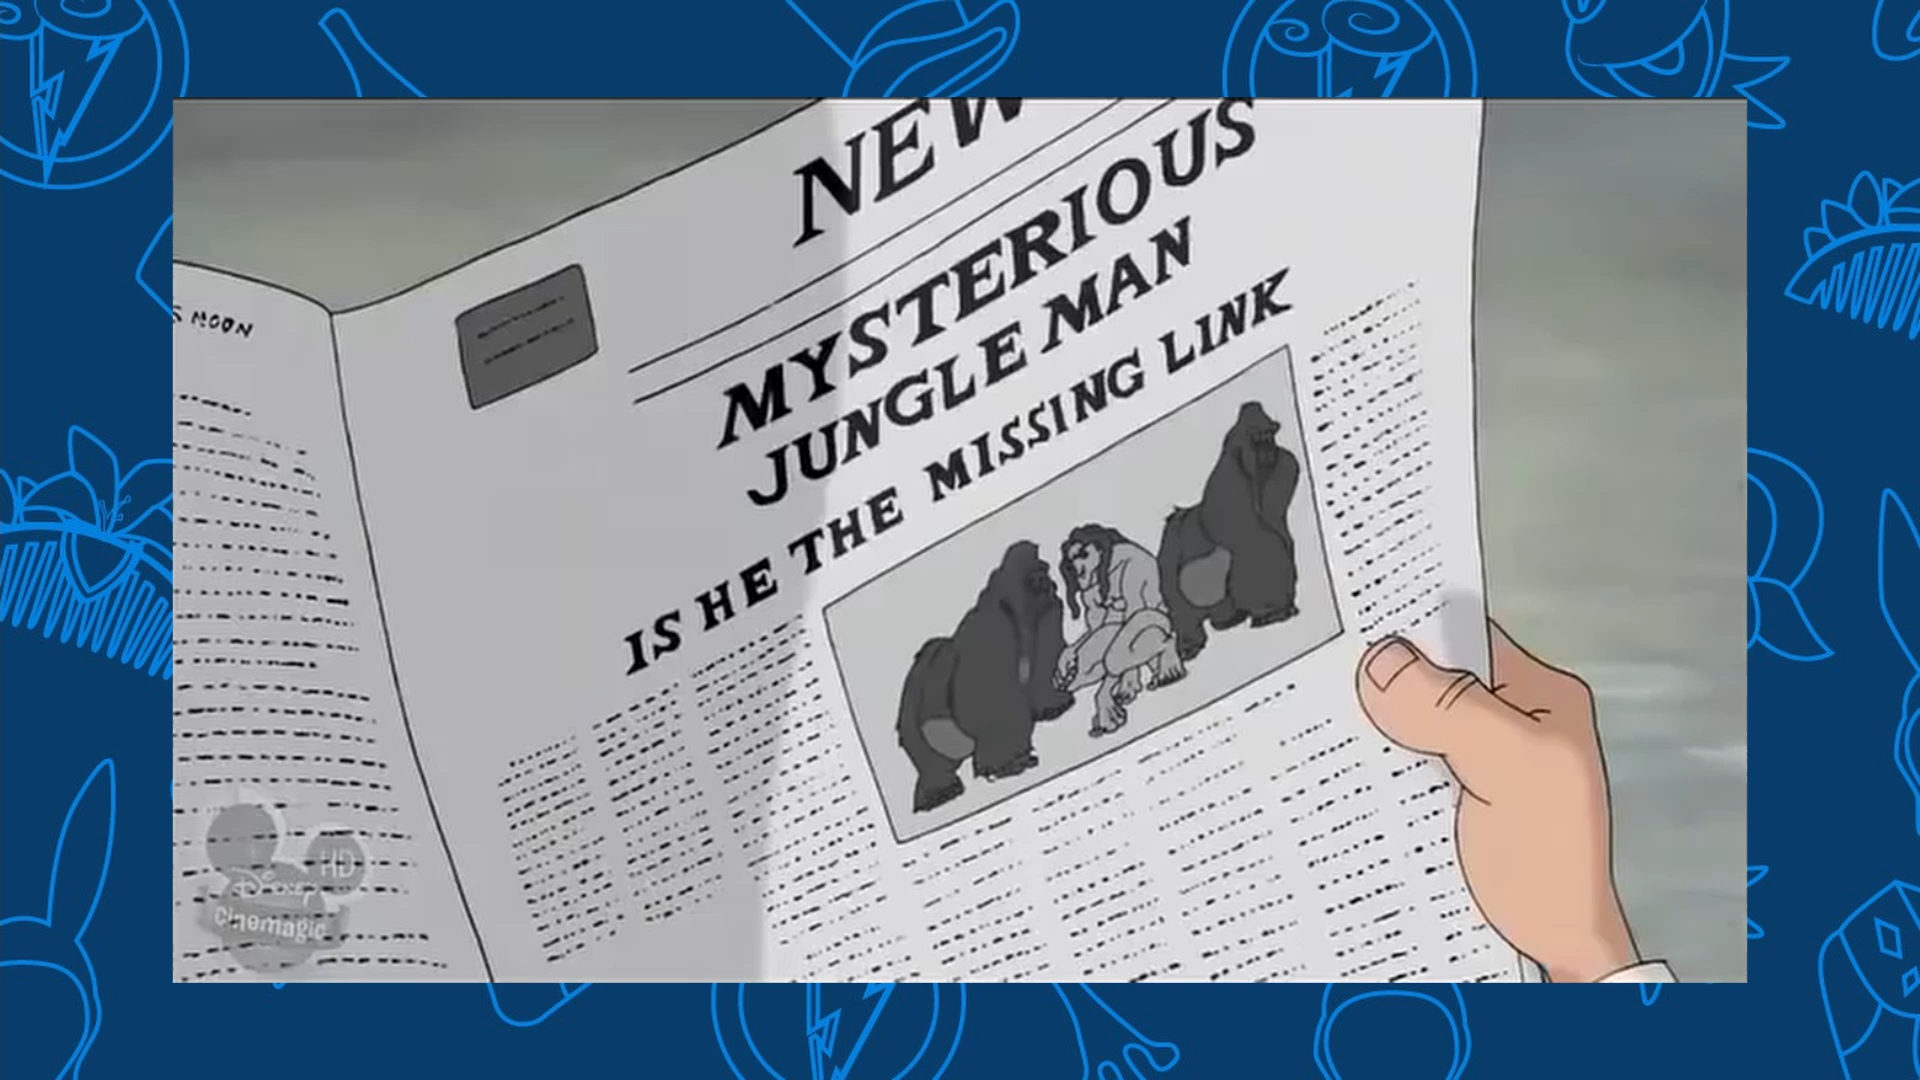 NEW
MYSTERIOUS
JUNGLE MAN
IS HE THE MISSING LINK
S MOON
HD
Disney
Cinemagic